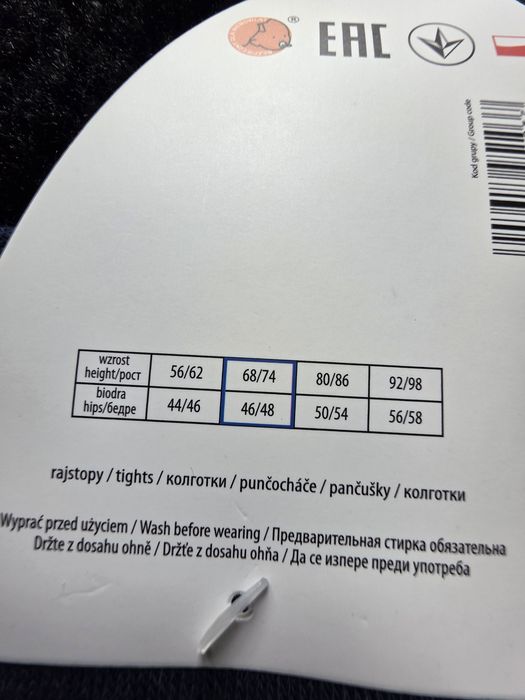 ®
EAC
Kod grupy / Group code
wzrost
height/рост 56/62 68/74 80/86 92/98
biodra
hips/бедре 44/46 46/48 50/54 56/58
rajstopy / tights / колготки / punčocháče / pančušky / колготки
Wyprać przed użyciem / Wash before wearing / Предварительная стирка обязательна
Držte z dosahu ohně / Držťe z dosahu ohňa / Да се изпере преди употреба